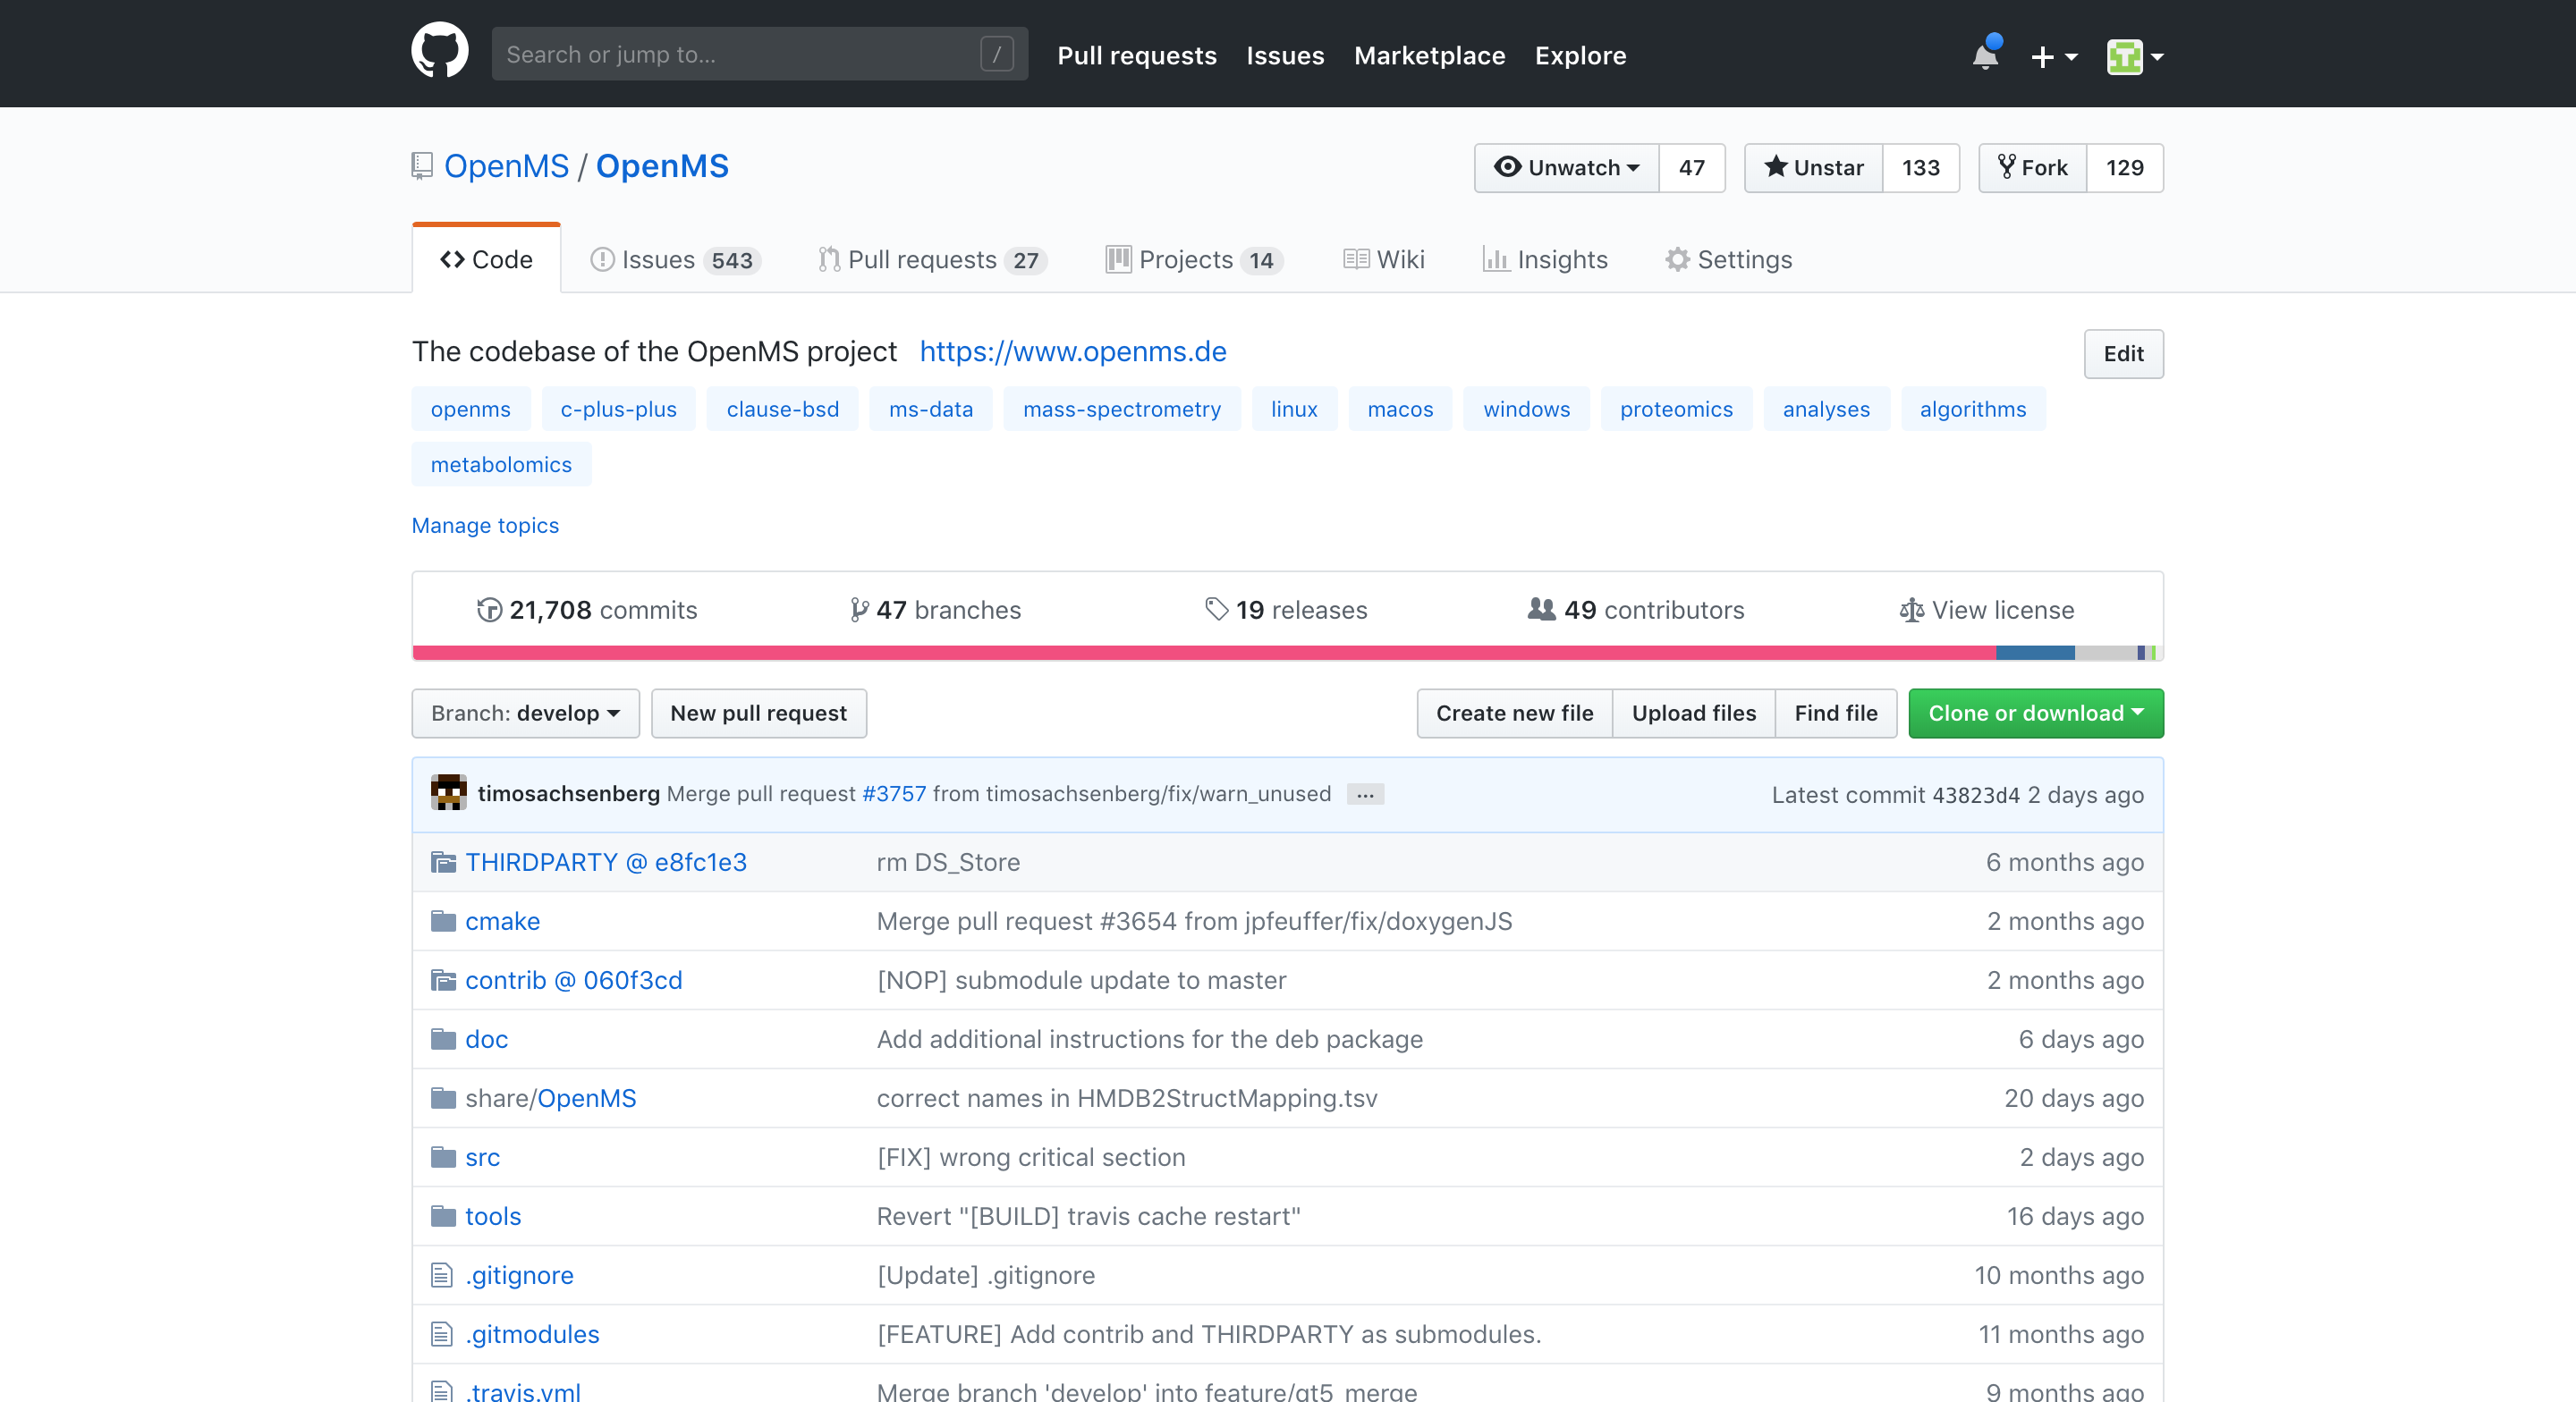 Search or jump to... / Pull requests Issues Marketplace Explore
OpenMS / OpenMS Unwatch 47 Unstar 133 Fork 129
Code Issues 543 Pull requests 27 Projects 14 Wiki Insights Settings
The codebase of the OpenMS project https://www.openms.de Edit
openms c-plus-plus clause-bsd ms-data mass-spectrometry linux macos windows proteomics analyses algorithms
metabolomics
Manage topics
21,708 commits 47 branches 19 releases 49 contributors View license
Branch: develop New pull request Create new file Upload files Find file Clone or download
timosachsenberg Merge pull request #3757 from timosachsenberg/fix/warn_unused ... Latest commit 43823d4 2 days ago
THIRDPARTY @ e8fc1e3 rm DS_Store 6 months ago
cmake Merge pull request #3654 from jpfeuffer/fix/doxygenJS 2 months ago
contrib @ 060f3cd [NOP] submodule update to master 2 months ago
doc Add additional instructions for the deb package 6 days ago
share/OpenMS correct names in HMDB2StructMapping.tsv 20 days ago
src [FIX] wrong critical section 2 days ago
tools Revert "[BUILD] travis cache restart" 16 days ago
.gitignore [Update] .gitignore 10 months ago
.gitmodules [FEATURE] Add contrib and THIRDPARTY as submodules. 11 months ago
.travis.yml Merge branch 'develop' into feature/qt5_merge 9 months ago